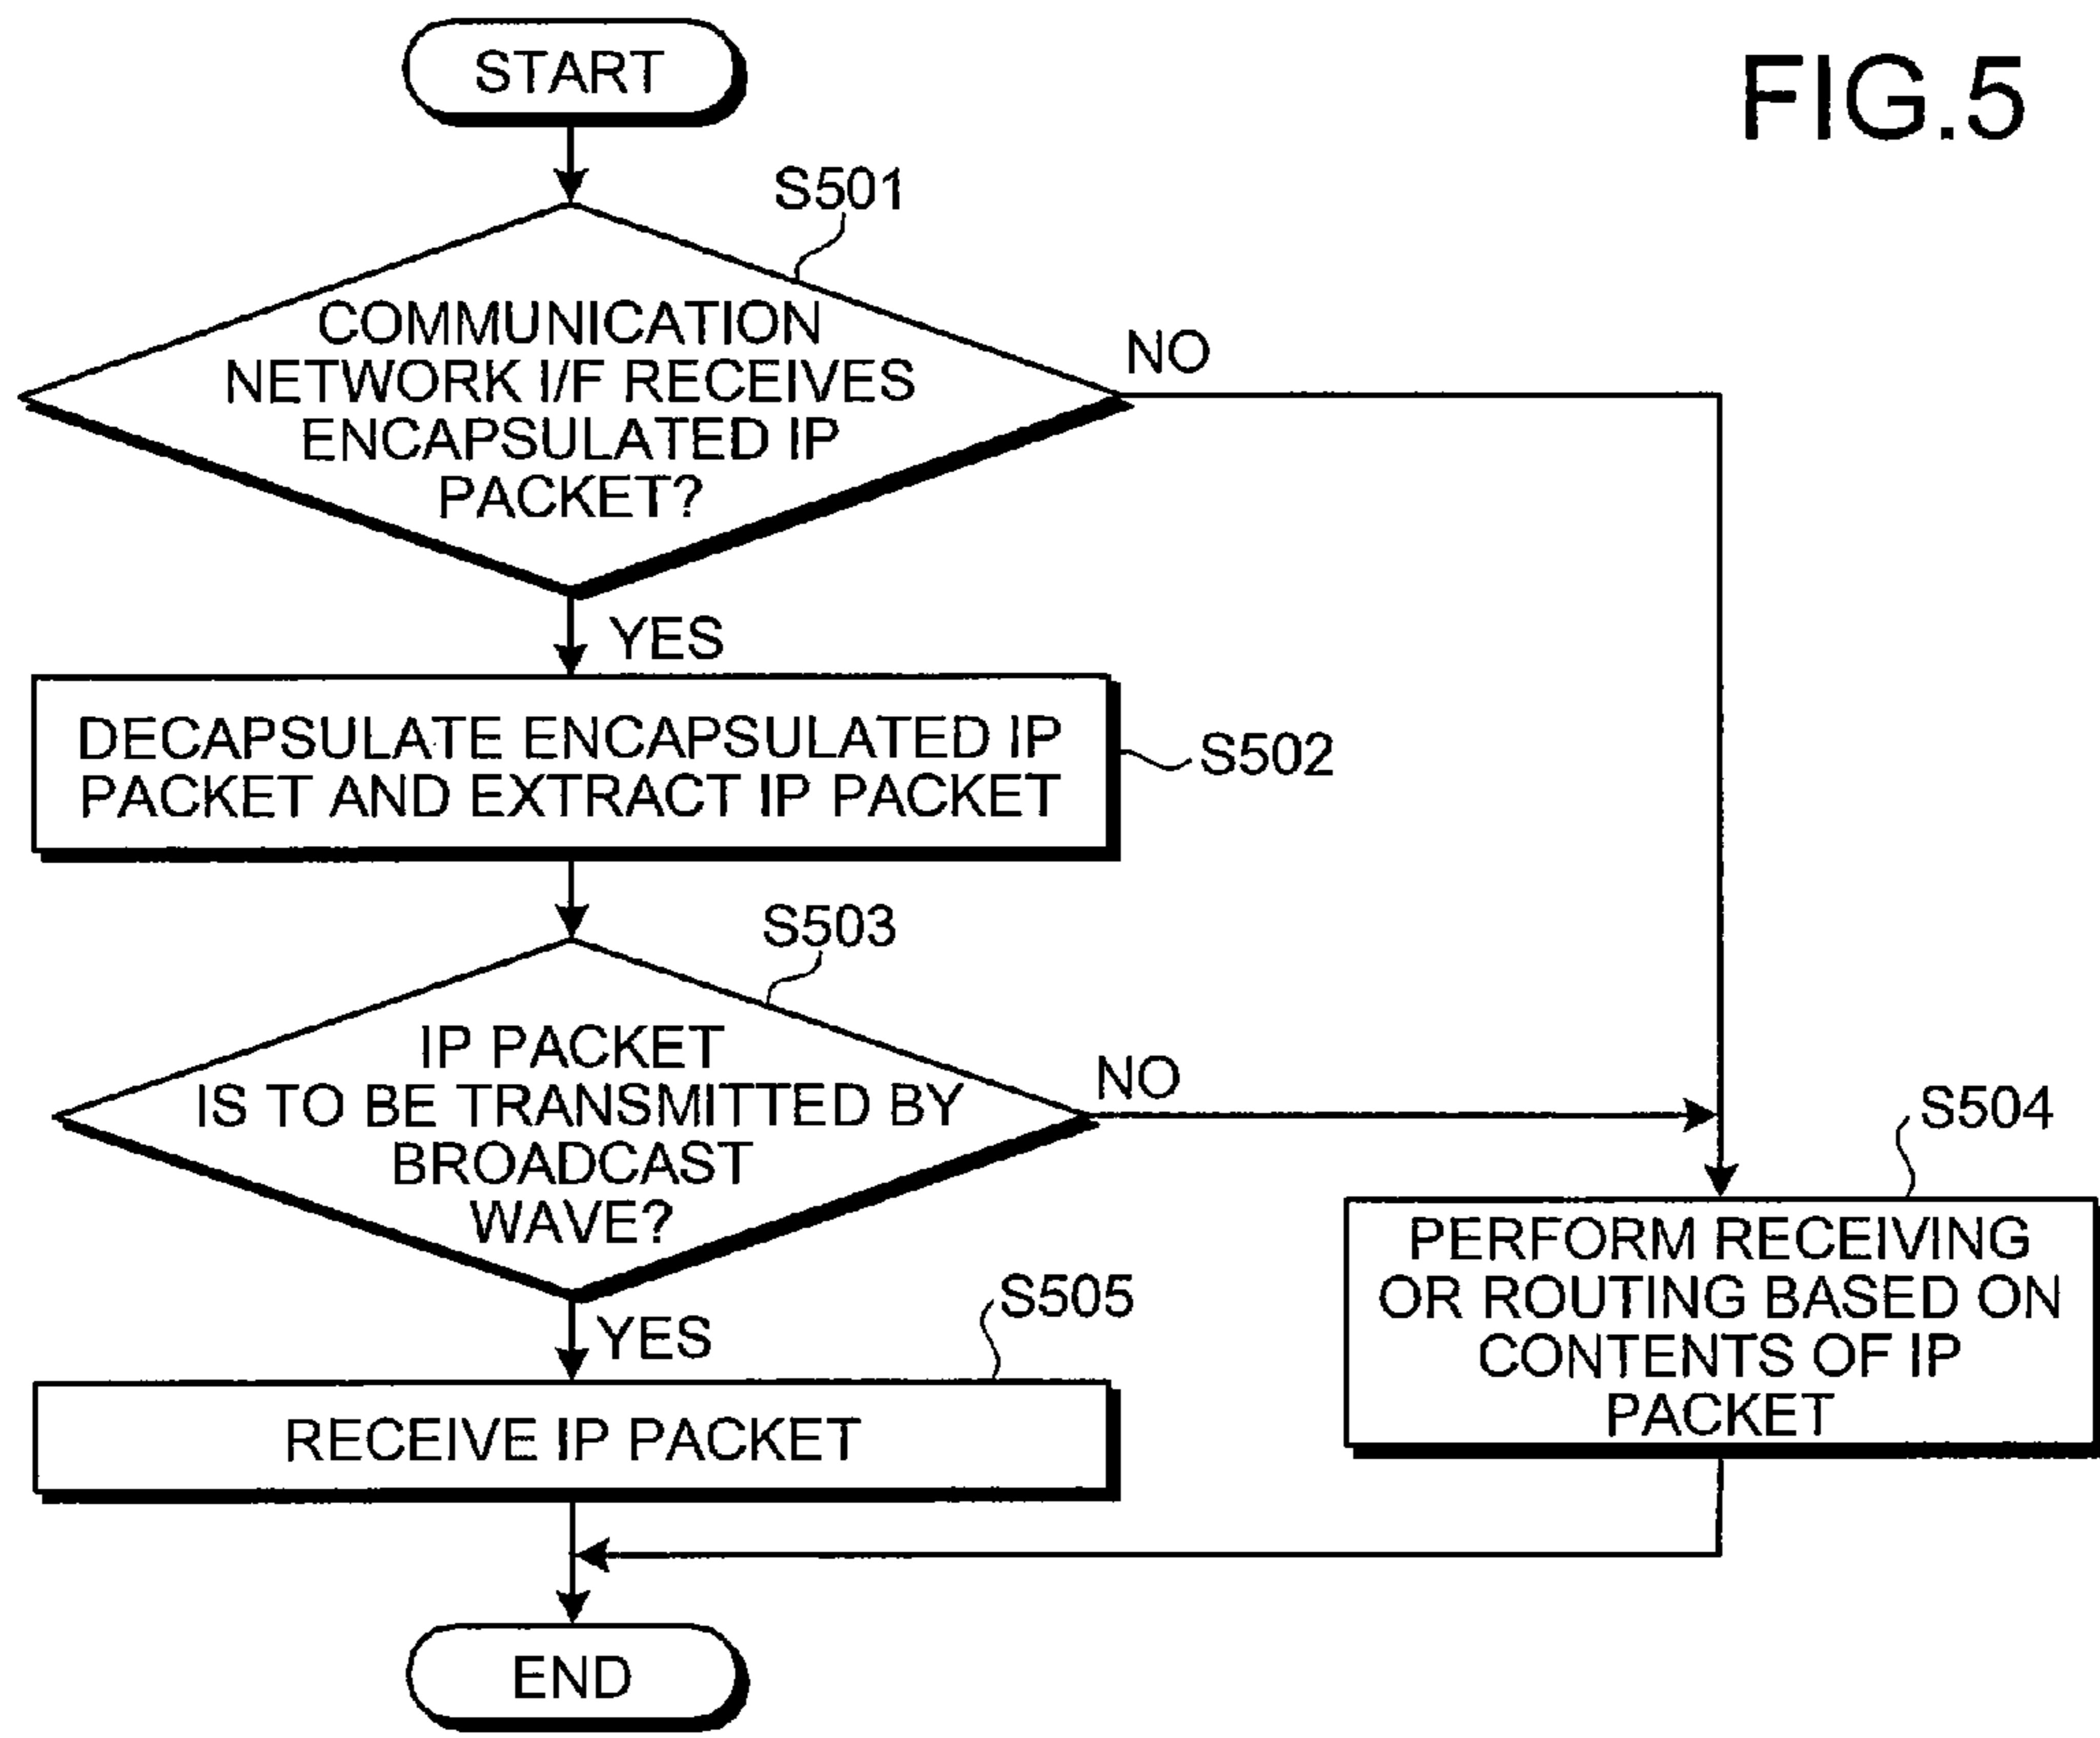 START
FIG.5
S501
COMMUNICATION
NETWORK I/F RECEIVES
ENCAPSULATED IP
PACKET?
NO
YES
DECAPSULATE ENCAPSULATED IP
PACKET AND EXTRACT IP PACKET
S502
S503
IP PACKET
IS TO BE TRANSMITTED BY
BROADCAST
WAVE?
NO
S504
PERFORM RECEIVING
OR ROUTING BASED ON
CONTENTS OF IP
PACKET
YES
S505
RECEIVE IP PACKET
END